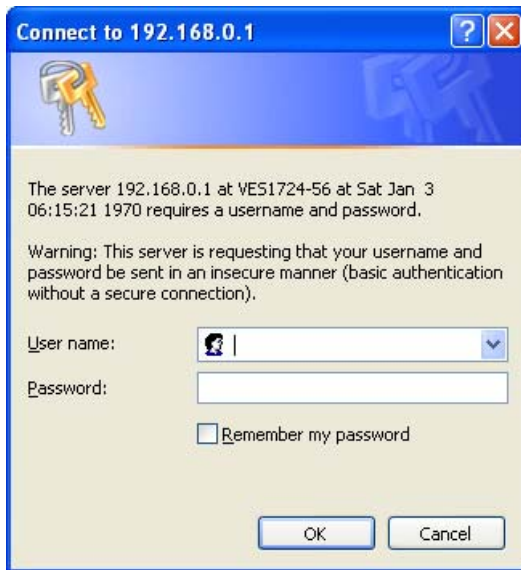 Connect to 192.168.0.1
The server 192.168.0.1 at VES1724-56 at Sat Jan 3
06:15:21 1970 requires a username and password.
Warning: This server is requesting that your username and
password be sent in an insecure manner (basic authentication
without a secure connection).
User name:
Password:
Remember my password
OK Cancel